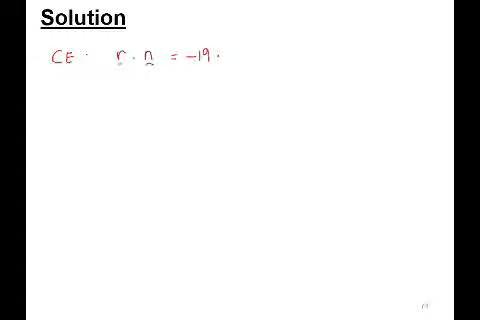 Solution
CE · r · n = -19 ·